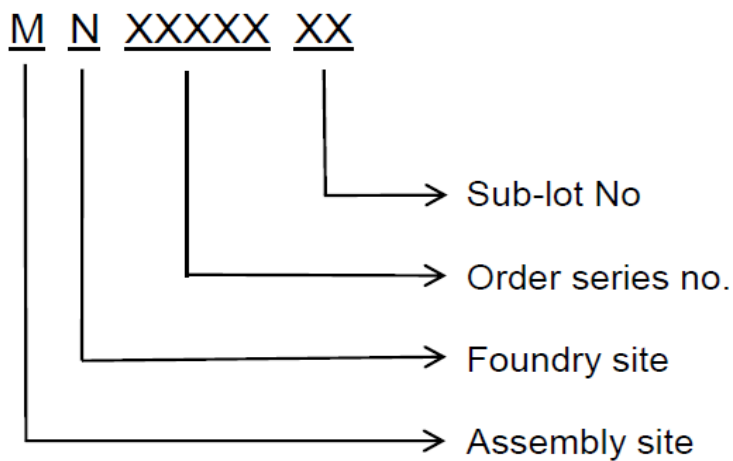 M N XXXXX XX
Sub-lot No
Order series no.
Foundry site
Assembly site